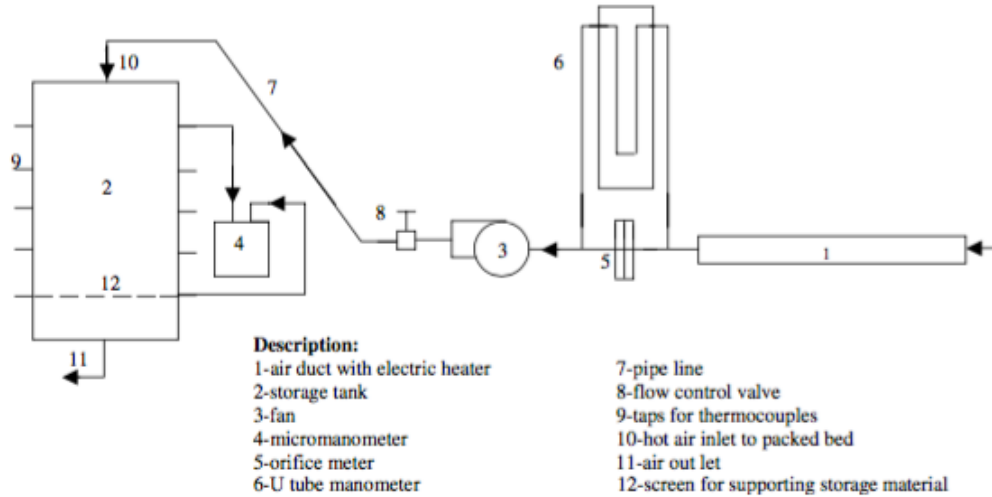 10
6
7
9
2
8
4
3
5
1
12
11
Description:
1-air duct with electric heater
2-storage tank
3-fan
4-micromanometer
5-orifice meter
6-U tube manometer
7-pipe line
8-flow control valve
9-taps for thermocouples
10-hot air inlet to packed bed
11-air out let
12-screen for supporting storage material